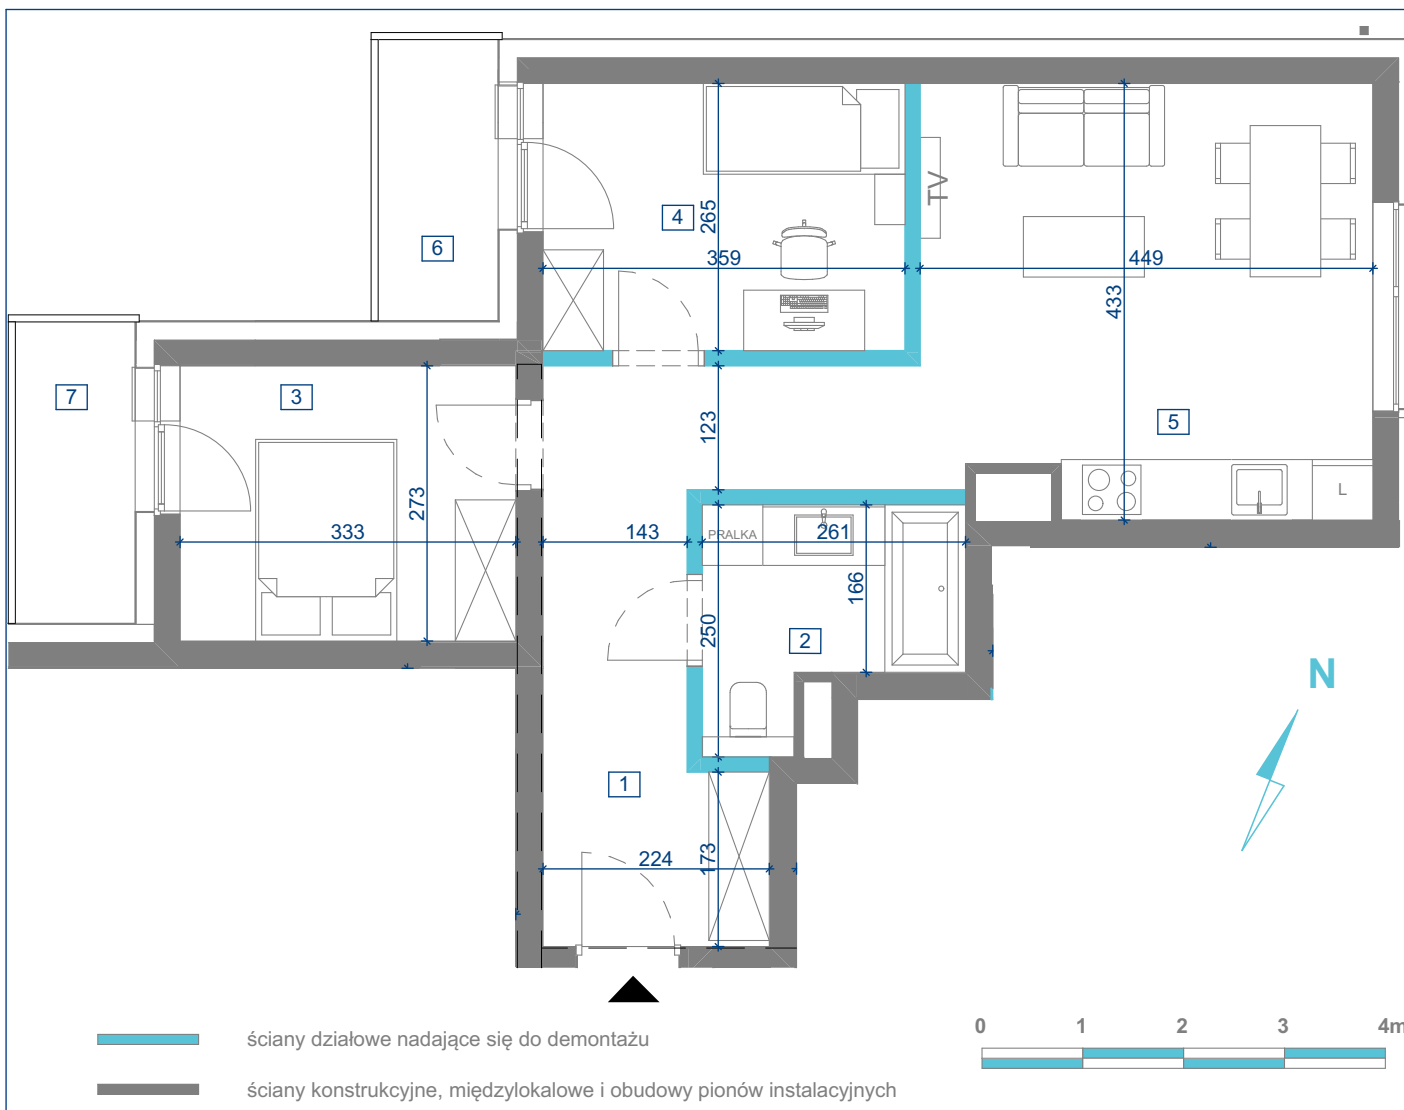 265
4
TV
6
359
449
433
7
3
5
123
L
273
333
143
PRALKA
261
166
250
2
N
1
224
173
ściany działowe nadające się do demontażu
0 1 2 3 4m
ściany konstrukcyjne, międzylokalowe i obudowy pionów instalacyjnych